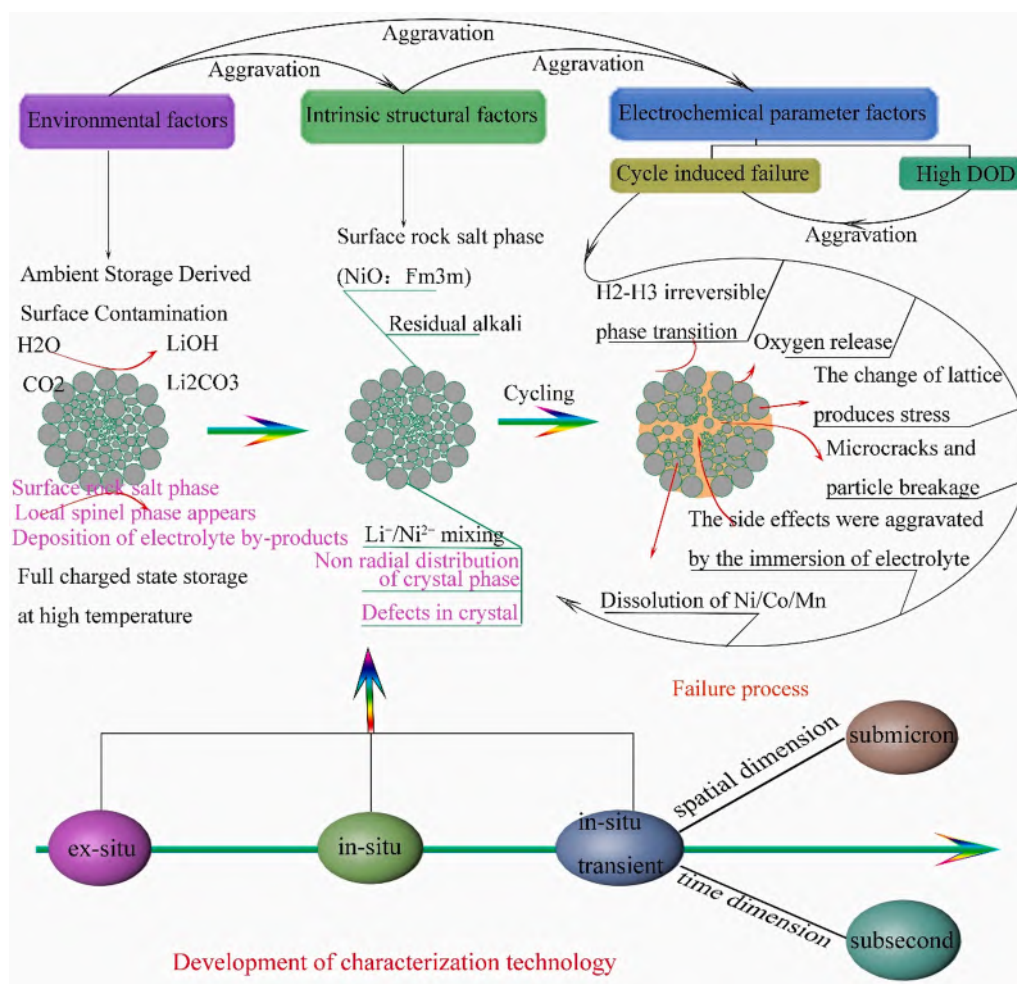 Aggravation
Aggravation
Aggravation
Environmental factors
Intrinsic structural factors
Electrochemical parameter factors
Cycle induced failure
High DOD
Aggravation
Ambient Storage Derived
Surface Contamination
H2O
LiOH
CO2
Li2CO3
Surface rock salt phase
Local spinel phase appears
Deposition of electrolyte by-products
Full charged state storage
at high temperature
Surface rock salt phase
(NiO：Fm3m)
Residual alkali
Cycling
Li⁻/Ni²⁻ mixing
Non radial distribution
of crystal phase
Defects in crystal
H2-H3 irreversible
phase transition
Oxygen release
The change of lattice
produces stress
Microcracks and
particle breakage
The side effects were aggravated
by the immersion of electrolyte
Dissolution of Ni/Co/Mn
Failure process
ex-situ
in-situ
in-situ
transient
spatial dimension
submicron
time dimension
subsecond
Development of characterization technology